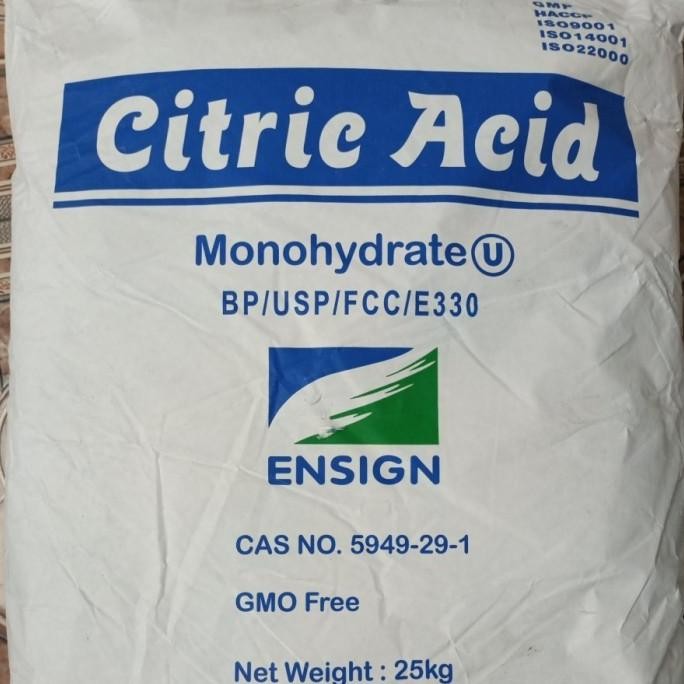 GMP
HACCP
ISO9001
ISO14001
ISO22000
Citric Acid
Monohydrate U
BP/USP/FCC/E330
ENSIGN
CAS NO. 5949-29-1
GMO Free
Net Weight : 25kg